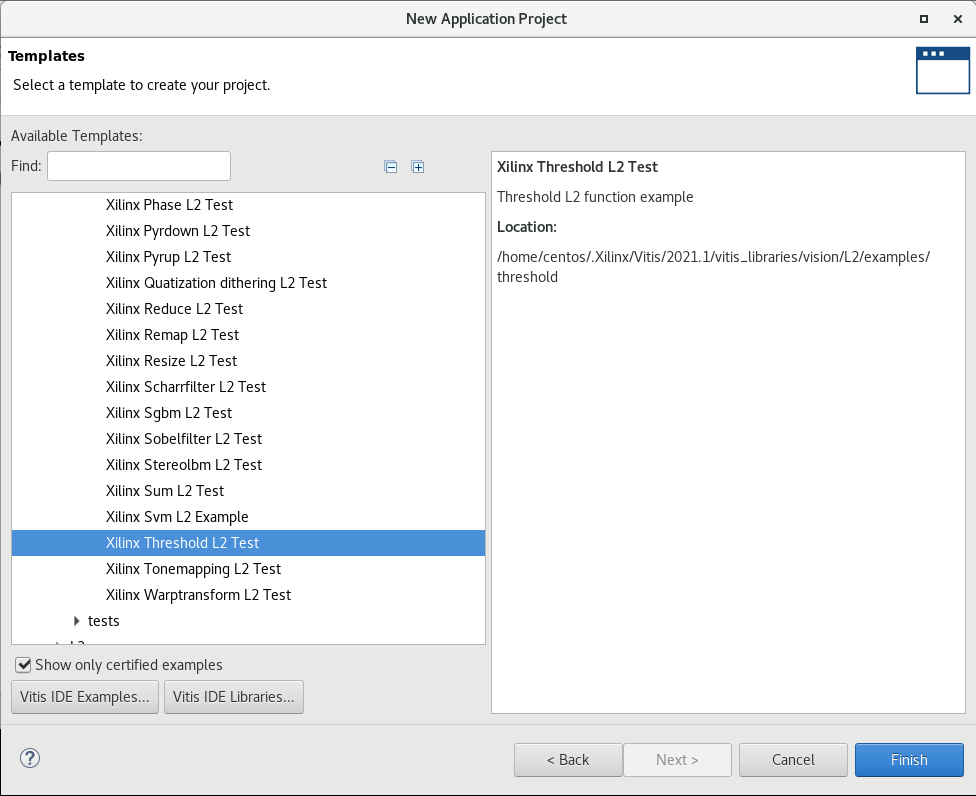 New Application Project
Templates
Select a template to create your project.
Available Templates:
Find:
Xilinx Phase L2 Test
Xilinx Pyrdown L2 Test
Xilinx Pyrup L2 Test
Xilinx Quatization dithering L2 Test
Xilinx Reduce L2 Test
Xilinx Remap L2 Test
Xilinx Resize L2 Test
Xilinx Scharrfilter L2 Test
Xilinx Sgbm L2 Test
Xilinx Sobelfilter L2 Test
Xilinx Stereolbm L2 Test
Xilinx Sum L2 Test
Xilinx Svm L2 Example
Xilinx Threshold L2 Test
Xilinx Tonemapping L2 Test
Xilinx Warptransform L2 Test
tests
Show only certified examples
Vitis IDE Examples...
Vitis IDE Libraries...
Xilinx Threshold L2 Test
Threshold L2 function example
Location:
/home/centos/.Xilinx/Vitis/2021.1/vitis_libraries/vision/L2/examples/
threshold
?
< Back
Next >
Cancel
Finish